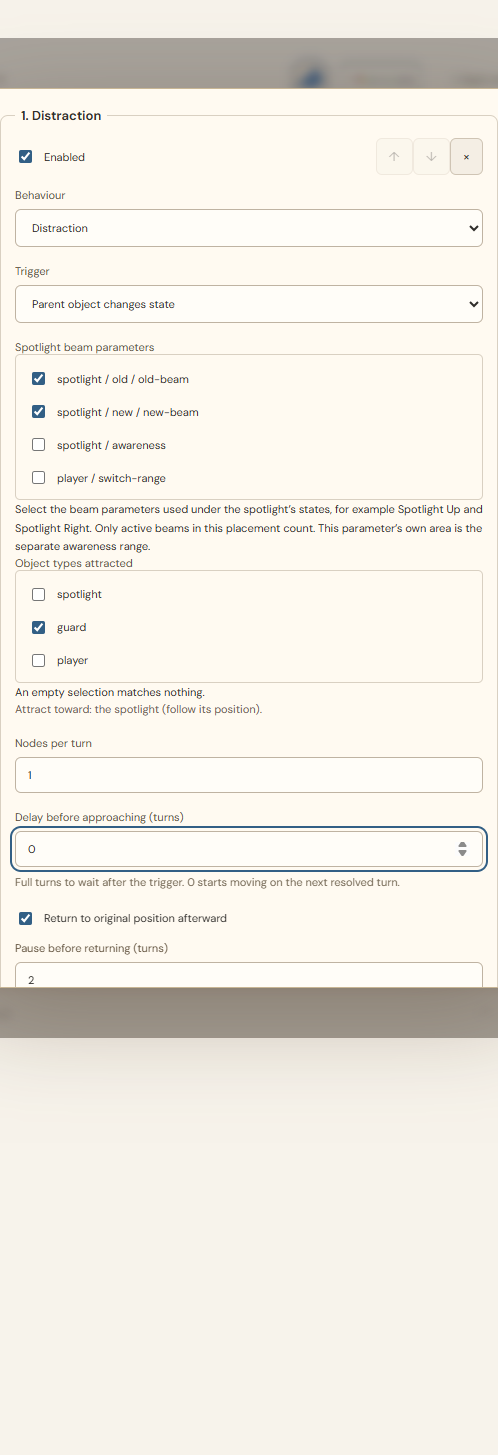 1. Distraction
Enabled
↑ ↓ ×
Behaviour
Distraction
Trigger
Parent object changes state
Spotlight beam parameters
spotlight / old / old-beam
spotlight / new / new-beam
spotlight / awareness
player / switch-range
Select the beam parameters used under the spotlight's states, for example Spotlight Up and
Spotlight Right. Only active beams in this placement count. This parameter's own area is the
separate awareness range.
Object types attracted
spotlight
guard
player
An empty selection matches nothing.
Attract toward: the spotlight (follow its position).
Nodes per turn
1
Delay before approaching (turns)
0
Full turns to wait after the trigger. 0 starts moving on the next resolved turn.
Return to original position afterward
Pause before returning (turns)
2